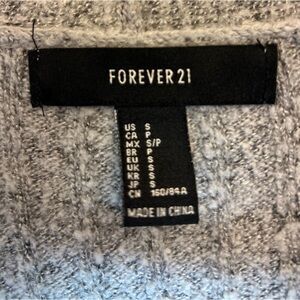 FOREVER 21
US S
CA P
MX S/P
BR P
EU S
UK S
KR S
JP S
CN 160/84A
MADE IN CHINA